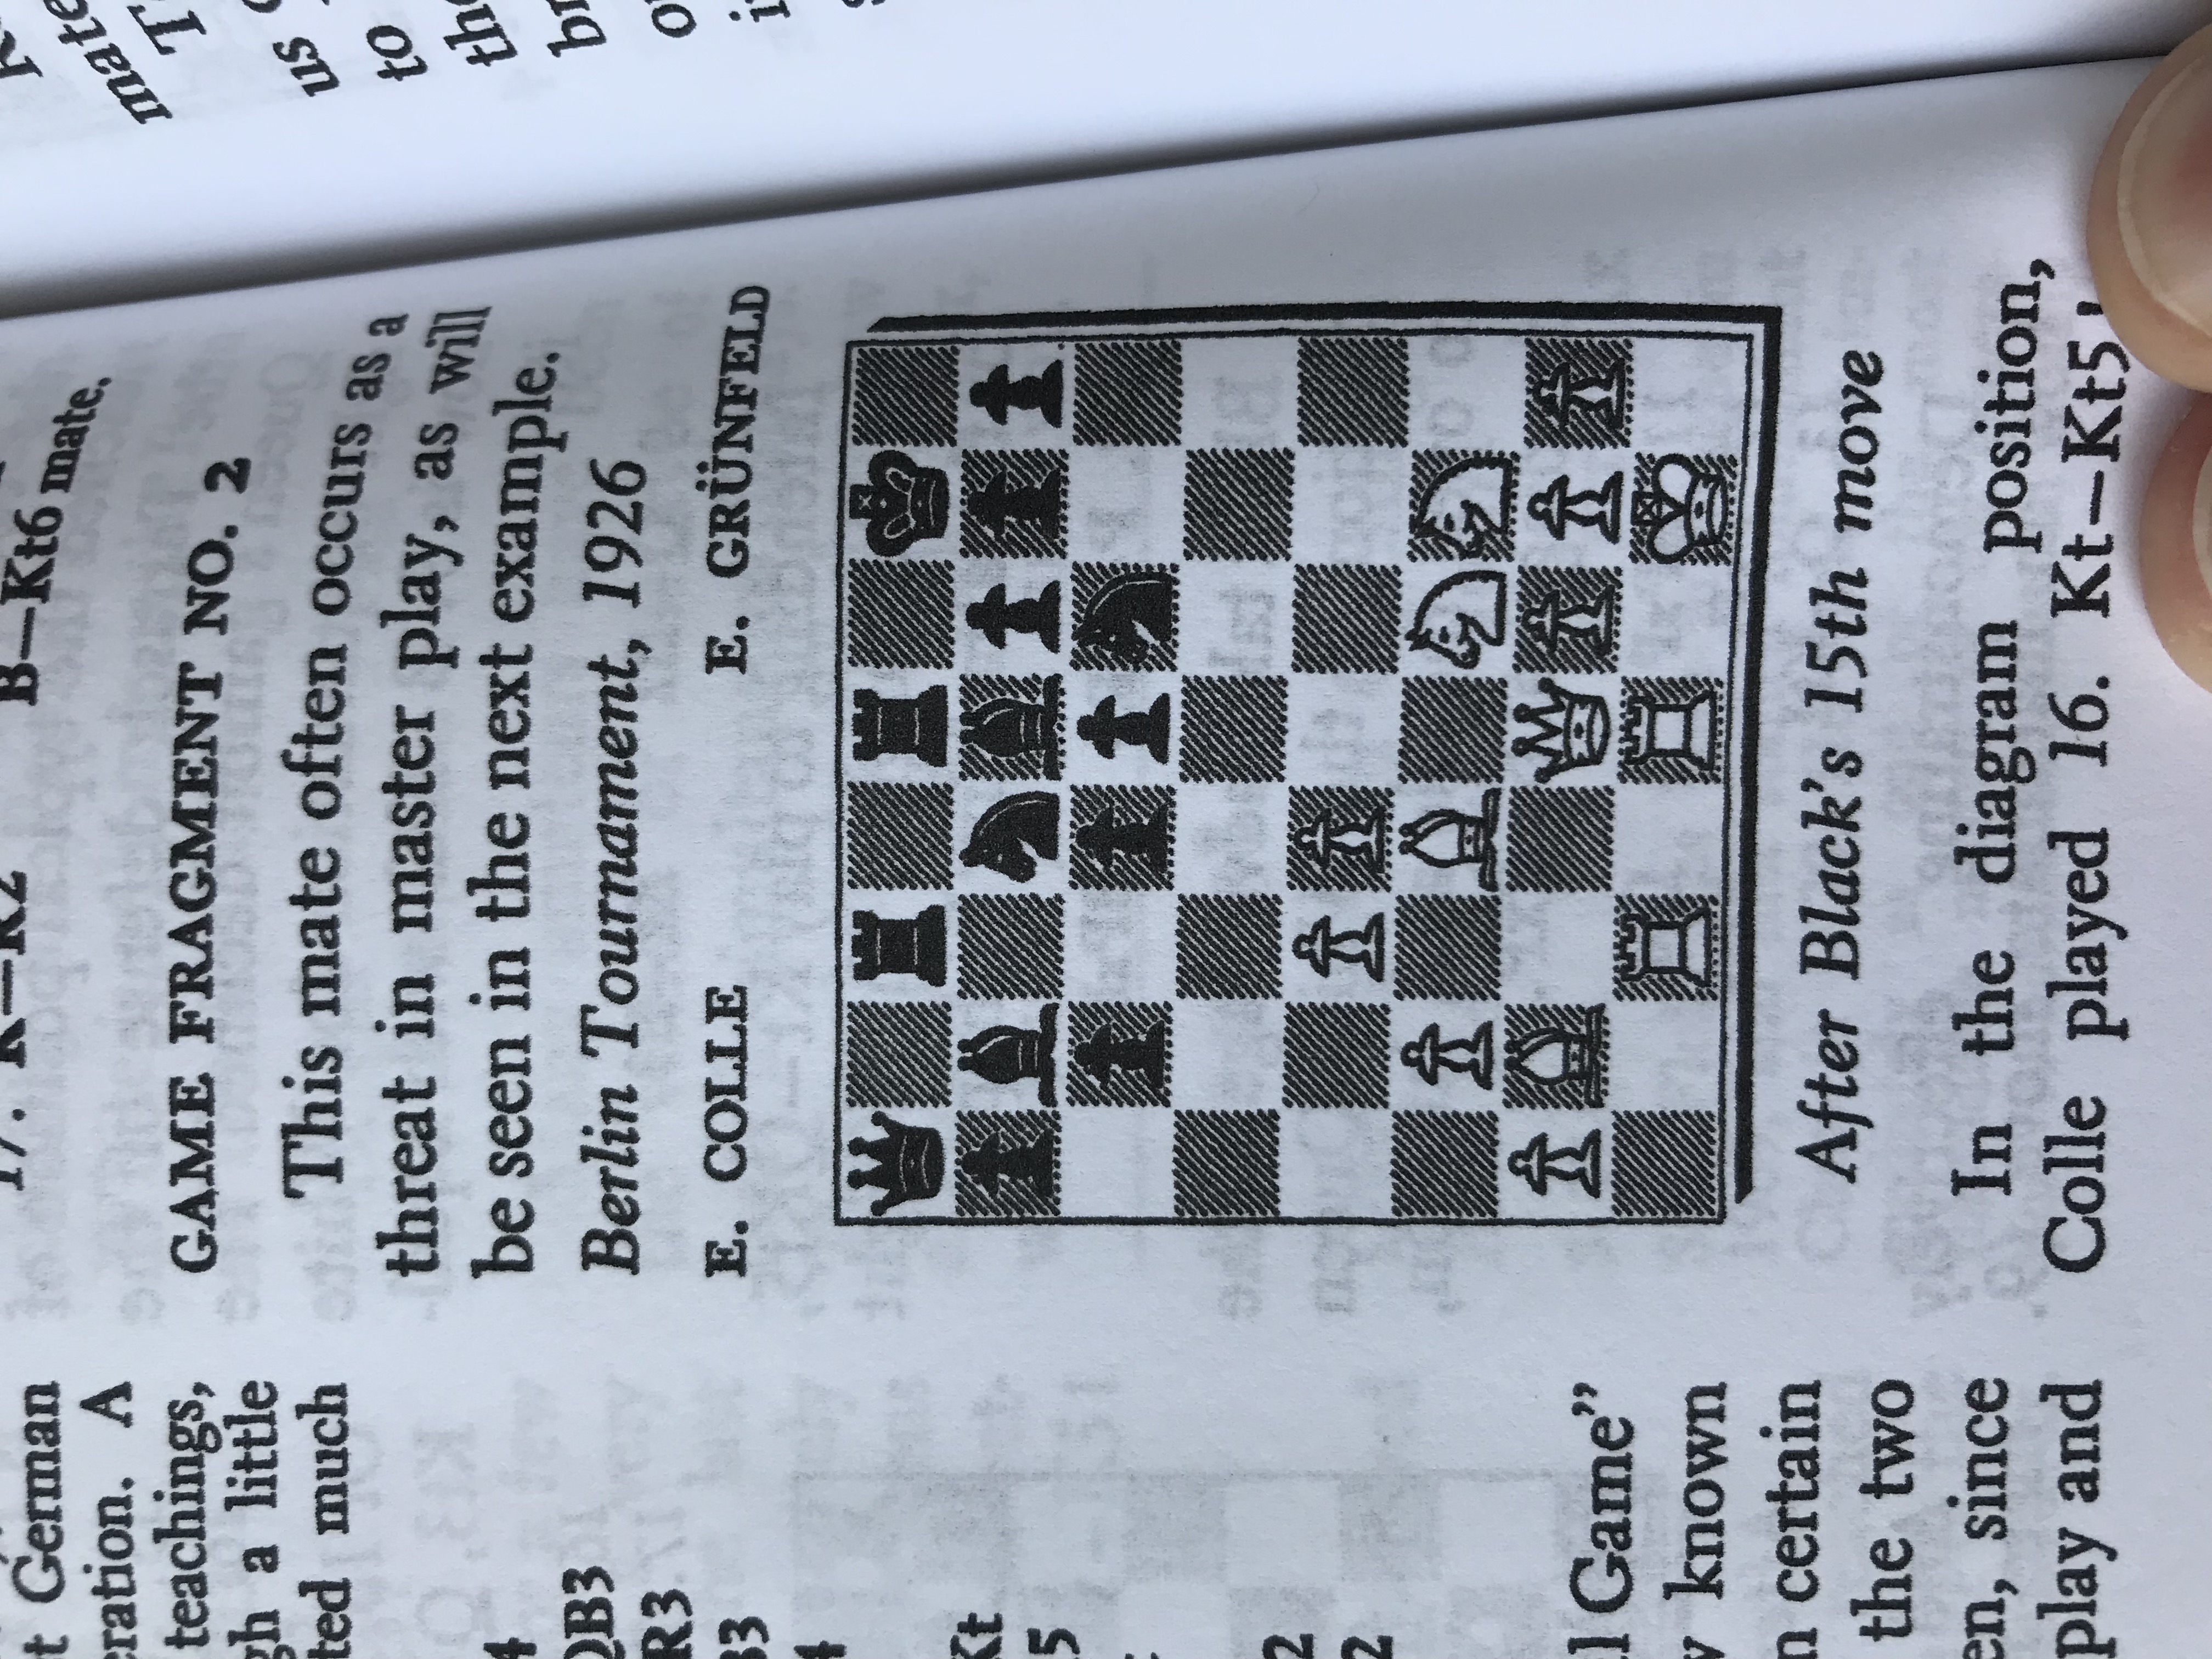 t German
eration. A
teachings,
gh a little
ted much
4
QB3
R3
B3
4
Kt
5
2
2
l Game”
w known
n certain
the two
en, since
play and
17. K—R2 B—Kt6 mate.
GAME FRAGMENT NO. 2
This mate often occurs as a
threat in master play, as will
be seen in the next example.
Berlin Tournament, 1926
E. COLLE E. GRÜNFELD
After Black's 15th move
In the diagram position,
Colle played 16. Kt—Kt5!
mate
T
us
to
the
br